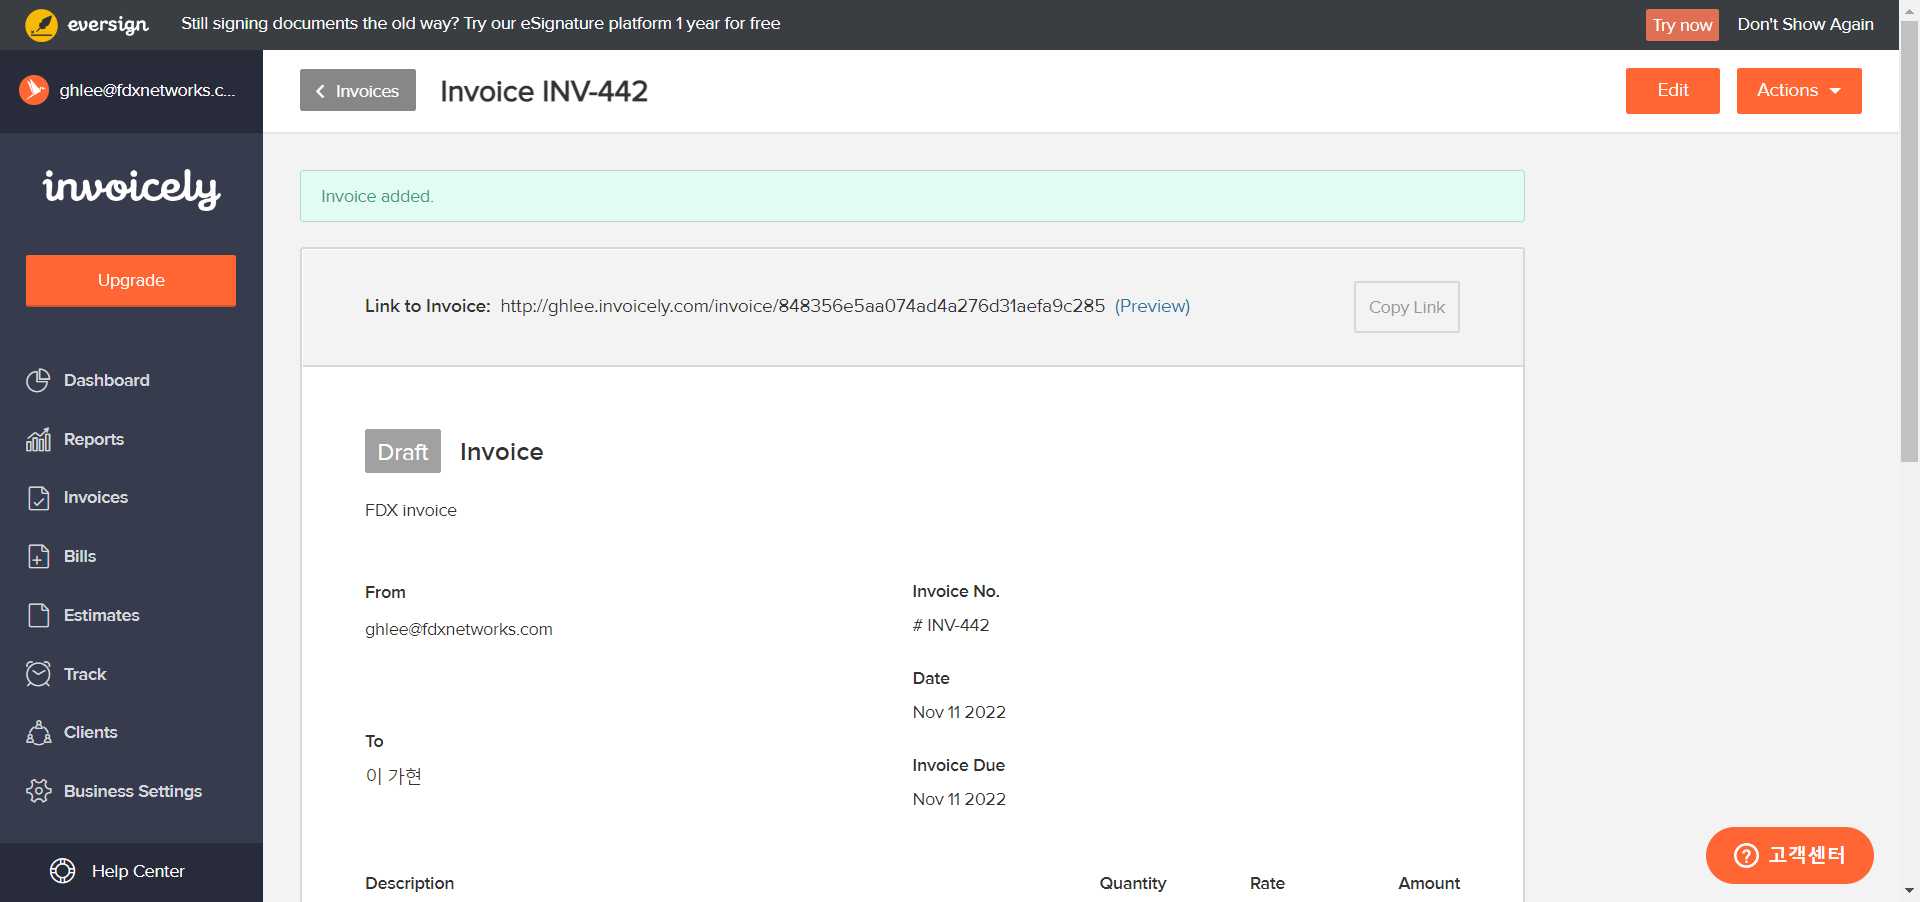 eversign
Still signing documents the old way? Try our eSignature platform 1 year for free
Try now
Don't Show Again
ghlee@fdxnetworks.c...
Invoices
Invoice INV-442
Edit
Actions
invoicely
Upgrade
Dashboard
Reports
Invoices
Bills
Estimates
Track
Clients
Business Settings
Help Center
Invoice added.
Link to Invoice: http://ghlee.invoicely.com/invoice/848356e5aa074ad4a276d31aefa9c285 (Preview)
Copy Link
Draft
Invoice
FDX invoice
From
ghlee@fdxnetworks.com
To
이 가현
Invoice No.
# INV-442
Date
Nov 11 2022
Invoice Due
Nov 11 2022
Description Quantity Rate Amount
고객센터